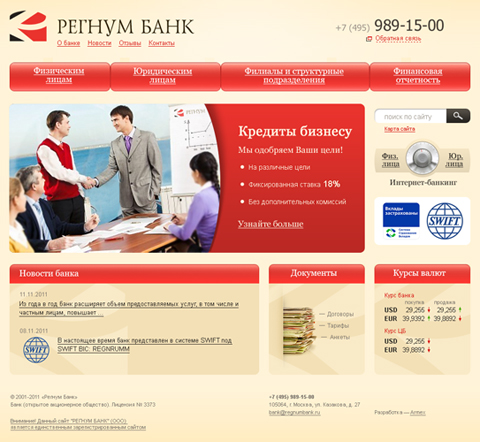 РЕГНУМ БАНК
+7 (495) 989-15-00
О банке Новости Отзывы Контакты
Обратная связь
Физическим лицам
Юридическим лицам
Филиалы и структурные подразделения
Финансовая отчетность
РЕГНУМ
Кредиты бизнесу
Мы одобряем Ваши цели!
На различные цели
Фиксированная ставка 18%
Без дополнительных комиссий
Узнайте больше
поиск по сайту
Карта сайта
Физ. лица
Юр. лица
Интернет-банкинг
Вклады застрахованы
SWIFT
Новости банка
11.11.2011
Из года в год банк расширяет объем предоставляемых услуг, в том числе и
частным лицам, повышает ...
09.11.2011
SWIFT
В настоящее время банк представлен в системе SWIFT под
SWIFT BIC: REGNRUMM
Документы
Договоры
Тарифы
Анкеты
Курсы валют
Курс банка
покупка продажа
USD 29,255 29,255
EUR 39,9392 39,8892
Курс ЦБ
USD 29,255
EUR 39,8892
© 2001-2011 «Регнум Банк»
Банк (открытое акционерное общество). Лицензия № 3373
Внимание! Данный сайт "РЕГНУМ БАНК" (ООО),
является единственным зарегистрированным сайтом
+7 (495) 989-15-00
105064, г. Москва, ул. Казакова, д. 27
bank@regnumbank.ru
Разработка — Annex